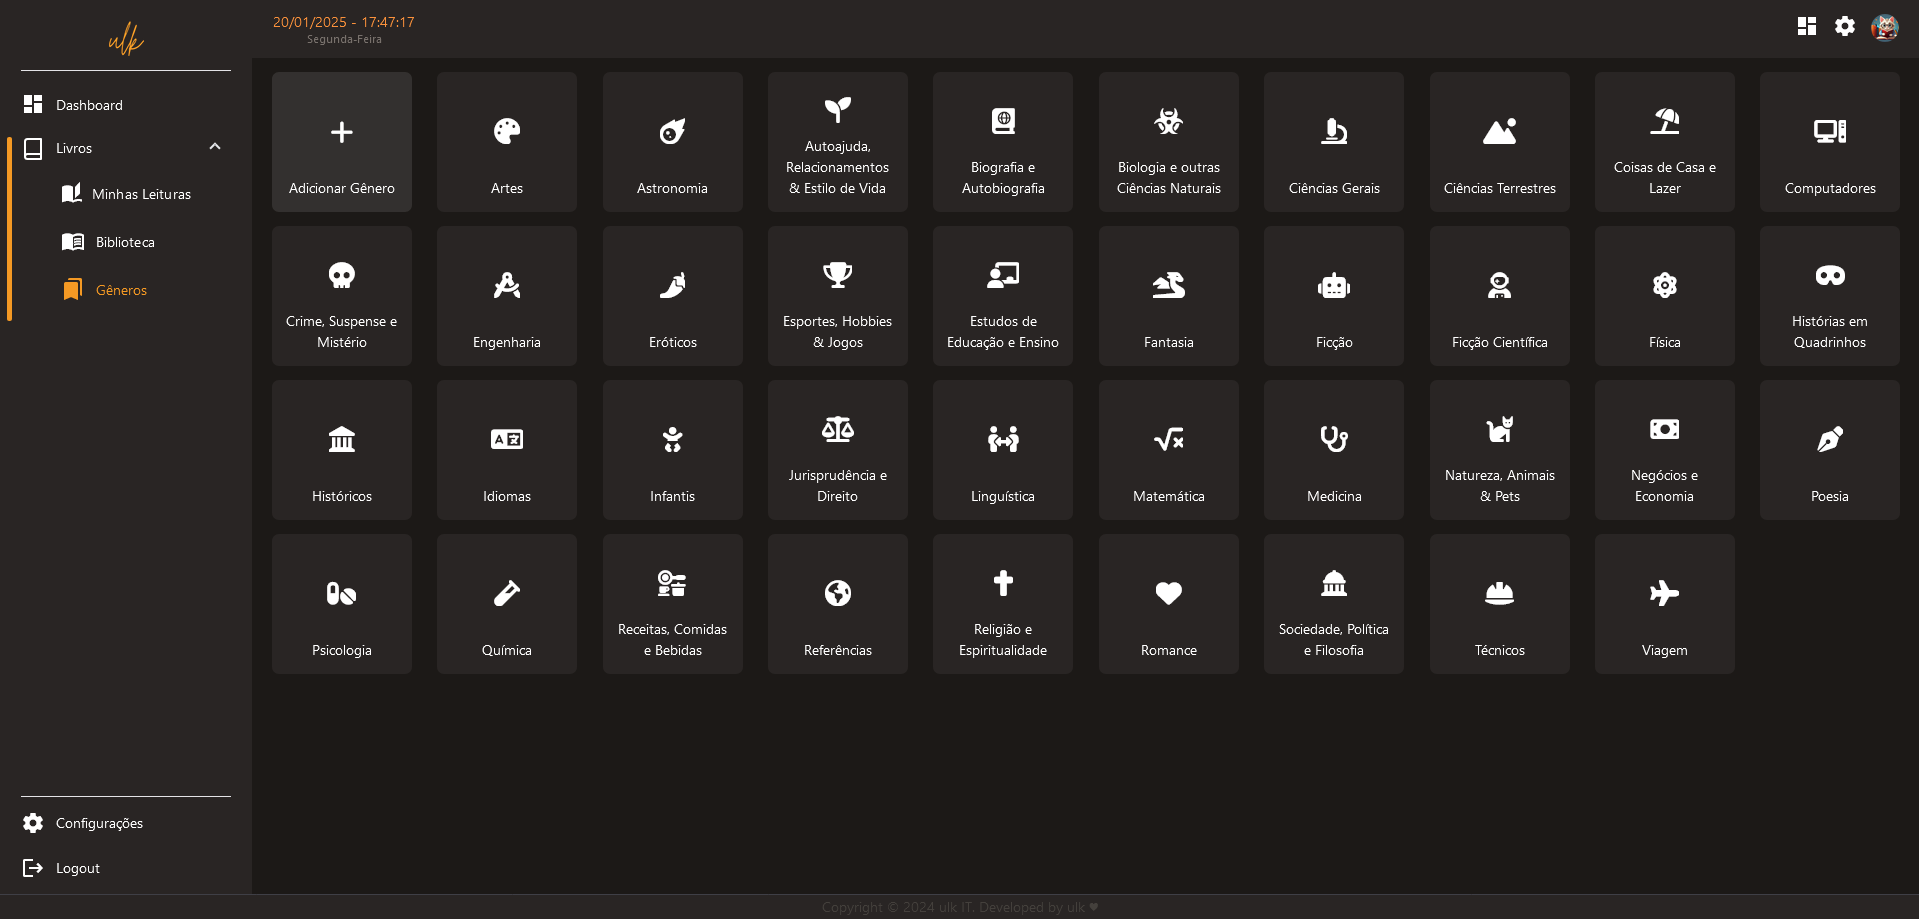 ulk
20/01/2025 - 17:47:17
Segunda-Feira
Dashboard
Livros
Minhas Leituras
Biblioteca
Gêneros
Configurações
Logout
Adicionar Gênero
Artes
Astronomia
Autoajuda,
Relacionamentos
& Estilo de Vida
Biografia e
Autobiografia
Biologia e outras
Ciências Naturais
Ciências Gerais
Ciências Terrestres
Coisas de Casa e
Lazer
Computadores
Crime, Suspense e
Mistério
Engenharia
Eróticos
Esportes, Hobbies
& Jogos
Estudos de
Educação e Ensino
Fantasia
Ficção
Ficção Científica
Física
Histórias em
Quadrinhos
Históricos
Idiomas
Infantis
Jurisprudência e
Direito
Linguística
Matemática
Medicina
Natureza, Animais
& Pets
Negócios e
Economia
Poesia
Psicologia
Química
Receitas, Comidas
e Bebidas
Referências
Religião e
Espiritualidade
Romance
Sociedade, Política
e Filosofia
Técnicos
Viagem
Copyright © 2024 ulk IT. Developed by ulk ♥